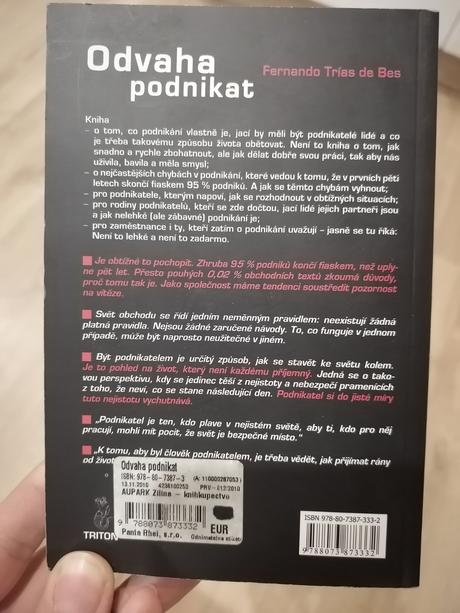 Odvaha
podnikat
Fernando Trías de Bes
Kniha
– o tom, co podnikání vlastně je, jací by měli být podnikatelé lidé a co
je třeba takovému způsobu života obětovat. Není to kniha o tom, jak
snadno a rychle zbohatnout, ale jak dělat dobře svou práci, tak aby nás
uživila, bavila a měla smysl;
– o nejčastějších chybách v podnikání, které vedou k tomu, že v prvních pěti
letech skončí fiaskem 95 % podniků. A jak se těmto chybám vyhnout;
– pro podnikatele, kterým napoví, jak se rozhodnout v obtížných situacích;
– pro rodiny podnikatelů, kteří se zde dočtou, jací lidé jejich partneři jsou
a jak nelehké (ale zábavné) podnikání je;
– pro zaměstnance i ty, kteří zatím o podnikání uvažují – jasně se tu říká:
Není to lehké a není to zadarmo.
Je obtížné to pochopit. Zhruba 95 % podniků končí fiaskem, než uply-
ne pět let. Přesto pouhých 0,02 % obchodních textů zkoumá důvody,
proč tomu tak je. Jako společnost máme tendenci soustředit pozornost
na vítěze.
Svět obchodu se řídí jedním neměnným pravidlem: neexistují žádná
platná pravidla. Nejsou žádné zaručené návody. To, co funguje v jednom
případě, může být naprosto neužitečné v jiném.
Být podnikatelem je určitý způsob, jak se stavět ke světu kolem.
Je to pohled na život, který není každému příjemný. Jedná se o tako-
vou perspektivu, kdy se jedinec těší z nejistoty a nebezpečí pramenících
z toho, že neví, co se stane následující den. Podnikatel si do jisté míry
tuto nejistotu vychutnává.
„Podnikatel je ten, kdo plave v nejistém světě, aby ti, kdo pro něj
pracují, mohli mít pocit, že svět je bezpečné místo.“
„K tomu, aby byl člověk podnikatelem, je třeba vědět, jak přijímat rány
od život
Odvaha podnikat
ISBN: 978-80-7387-3 (A: 110000287053)
13.11.2010 4236100253 PRV - 012/2010
AUPARK Žilina - kníhkupectvo
9 788073 873332
EUR
Panta Rhei, s.r.o.
TRITON
ISBN 978-80-7387-333-2
9 788073 873332